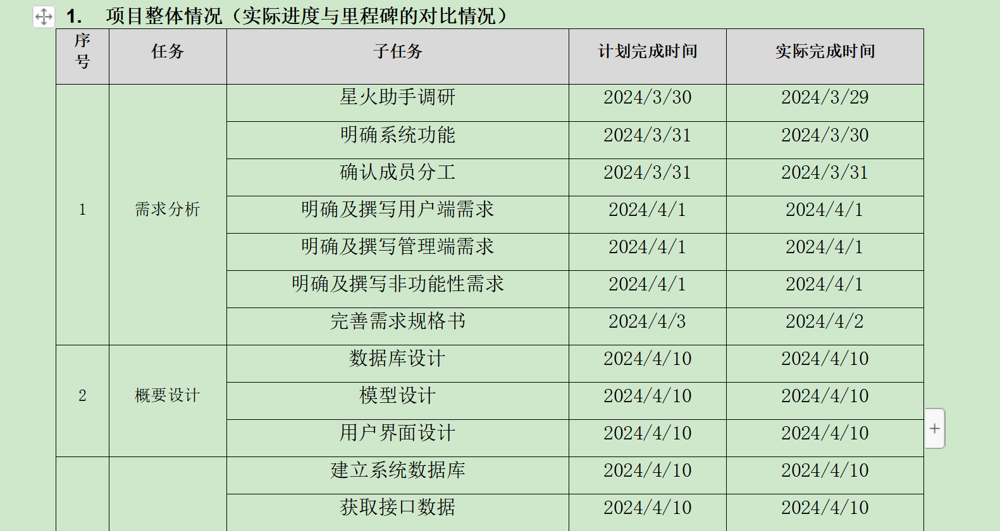 1. 项目整体情况（实际进度与里程碑的对比情况）
序号 任务 子任务 计划完成时间 实际完成时间
星火助手调研 2024/3/30 2024/3/29
明确系统功能 2024/3/31 2024/3/30
确认成员分工 2024/3/31 2024/3/31
1 需求分析 明确及撰写用户端需求 2024/4/1 2024/4/1
明确及撰写管理端需求 2024/4/1 2024/4/1
明确及撰写非功能性需求 2024/4/1 2024/4/1
完善需求规格书 2024/4/3 2024/4/2
数据库设计 2024/4/10 2024/4/10
2 概要设计 模型设计 2024/4/10 2024/4/10
用户界面设计 2024/4/10 2024/4/10
建立系统数据库 2024/4/10 2024/4/10
获取接口数据 2024/4/10 2024/4/10